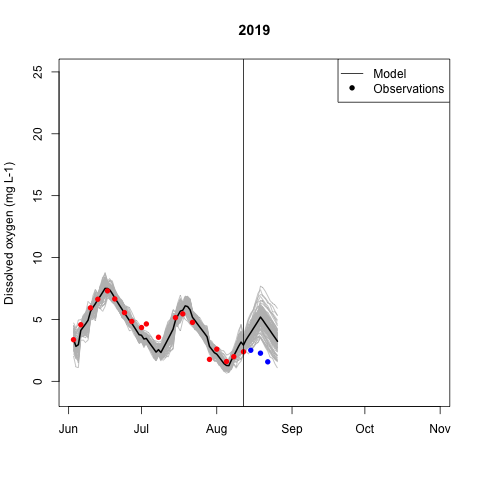 2019
Dissolved oxygen (mg L-1)
25
20
15
10
5
0
Model
Observations
Jun Jul Aug Sep Oct Nov